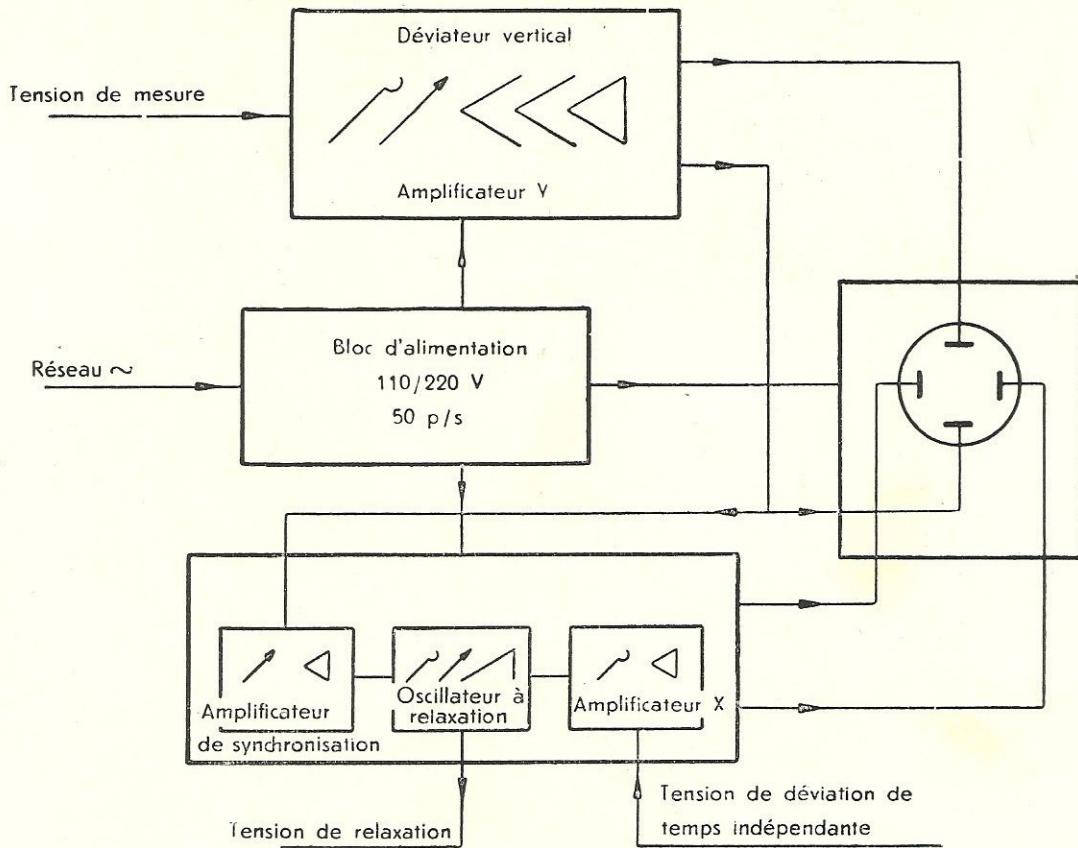 Déviateur vertical
Tension de mesure
Amplificateur Y
Bloc d'alimentation
Réseau ~
110/220 V
50 p/s
Amplificateur
de synchronisation
Oscillateur à
relaxation
Amplificateur X
Tension de relaxation
Tension de déviation de
temps indépendante